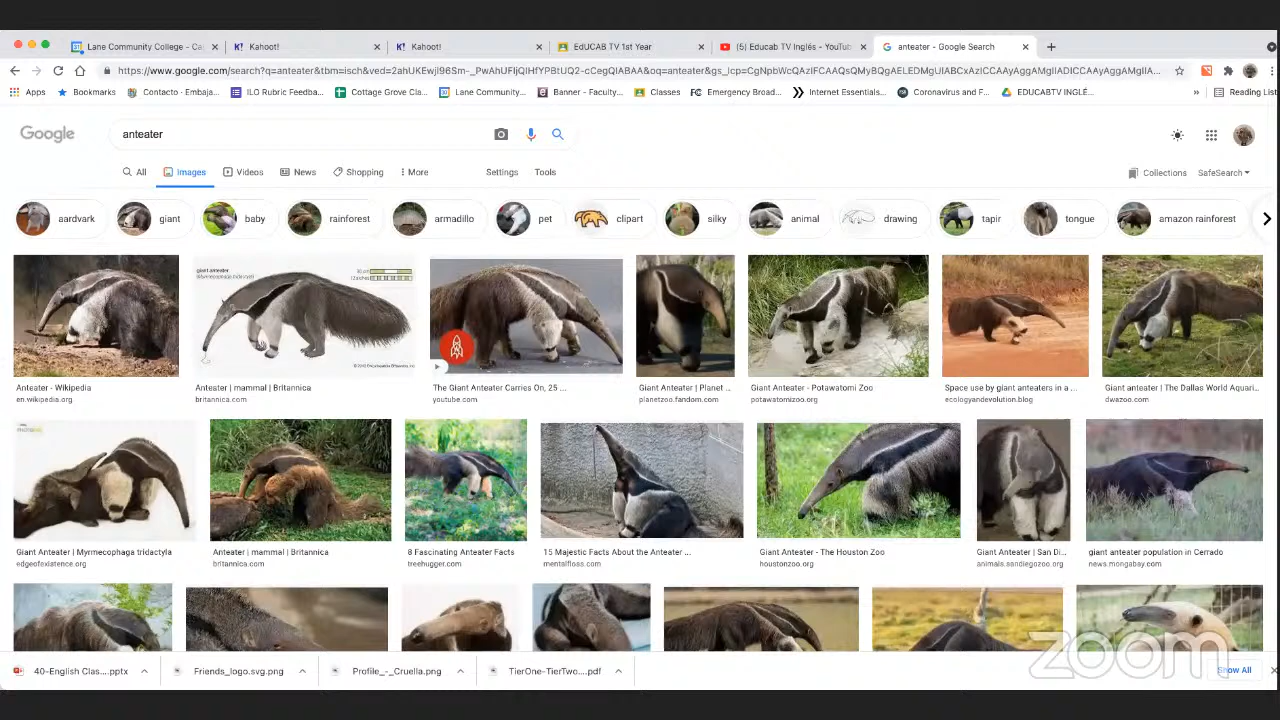 Lane Community College - Ca
Kahoot!
Kahoot!
EdUCAB TV 1st Year
(5) Educab TV Inglés - YouTub
anteater - Google Search
https://www.google.com/search?q=anteater&tbm=isch&ved=
Apps
Bookmarks
Contacto · Embaja...
ILO Rubric Feedba...
Cottage Grove Cla...
Lane Community...
Banner - Faculty...
Classes
Emergency Broad...
Internet Essentials...
Coronavirus and F...
EDUCABTV INGLÉ...
»
Reading List
Google
anteater
All
Images
Videos
News
Shopping
More
Settings
Tools
Collections
SafeSearch
aardvark
giant
baby
rainforest
armadillo
pet
clipart
silky
animal
drawing
tapir
tongue
amazon rainforest
giant anteater
Anteater - Wikipedia
en.wikipedia.org
Anteater | mammal | Britannica
britannica.com
The Giant Anteater Carries On, 25 ...
youtube.com
Giant Anteater | Planet ...
planetzoo.fandom.com
Giant Anteater - Potawatomi Zoo
potawatomizoo.org
Space use by giant anteaters in a ...
ecologyandevolution.blog
Giant anteater | The Dallas World Aquari...
dwazoo.com
Giant Anteater | Myrmecophaga tridactyla
edgeofexistence.org
Anteater | mammal | Britannica
britannica.com
8 Fascinating Anteater Facts
treehugger.com
15 Majestic Facts About the Anteater ...
mentalfloss.com
Giant Anteater - The Houston Zoo
houstonzoo.org
Giant Anteater | San Di...
animals.sandiegozoo.org
giant anteater population in Cerrado
news.mongabay.com
40-English Clas....pptx
Friends_logo.svg.png
Profile_-_Cruella.png
TierOne-TierTwo....pdf
Show All
zoom